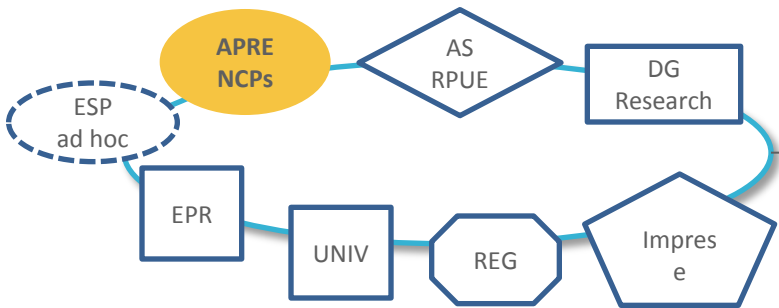 APRE
NCPs
AS
RPUE
DG
Research
ESP
ad hoc
EPR
UNIV
REG
Impres
e